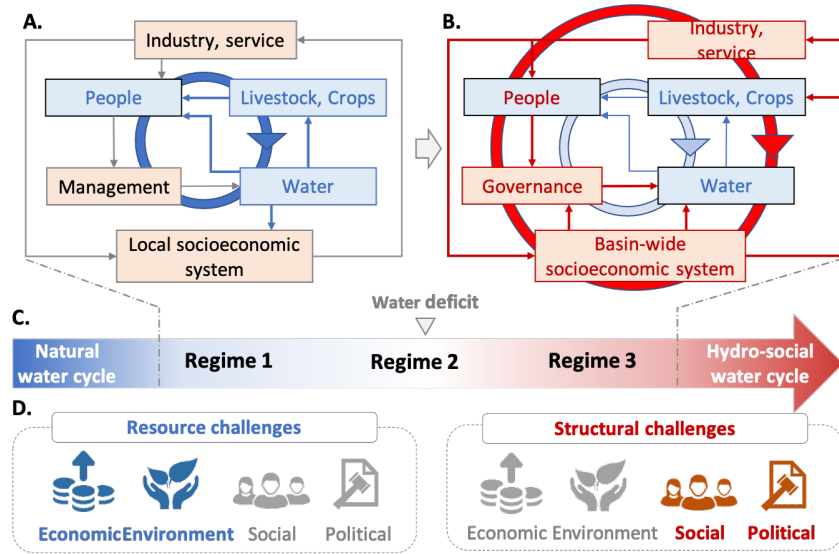 A.
Industry, service
People
Livestock, Crops
Management
Water
Local socioeconomic
system
B.
Industry,
service
People
Livestock, Crops
Governance
Water
Basin-wide
socioeconomic system
Water deficit
C.
Natural
water cycle
Regime 1
Regime 2
Regime 3
Hydro-social
water cycle
D.
Resource challenges
Economic
Environment
Social
Political
Structural challenges
Economic
Environment
Social
Political